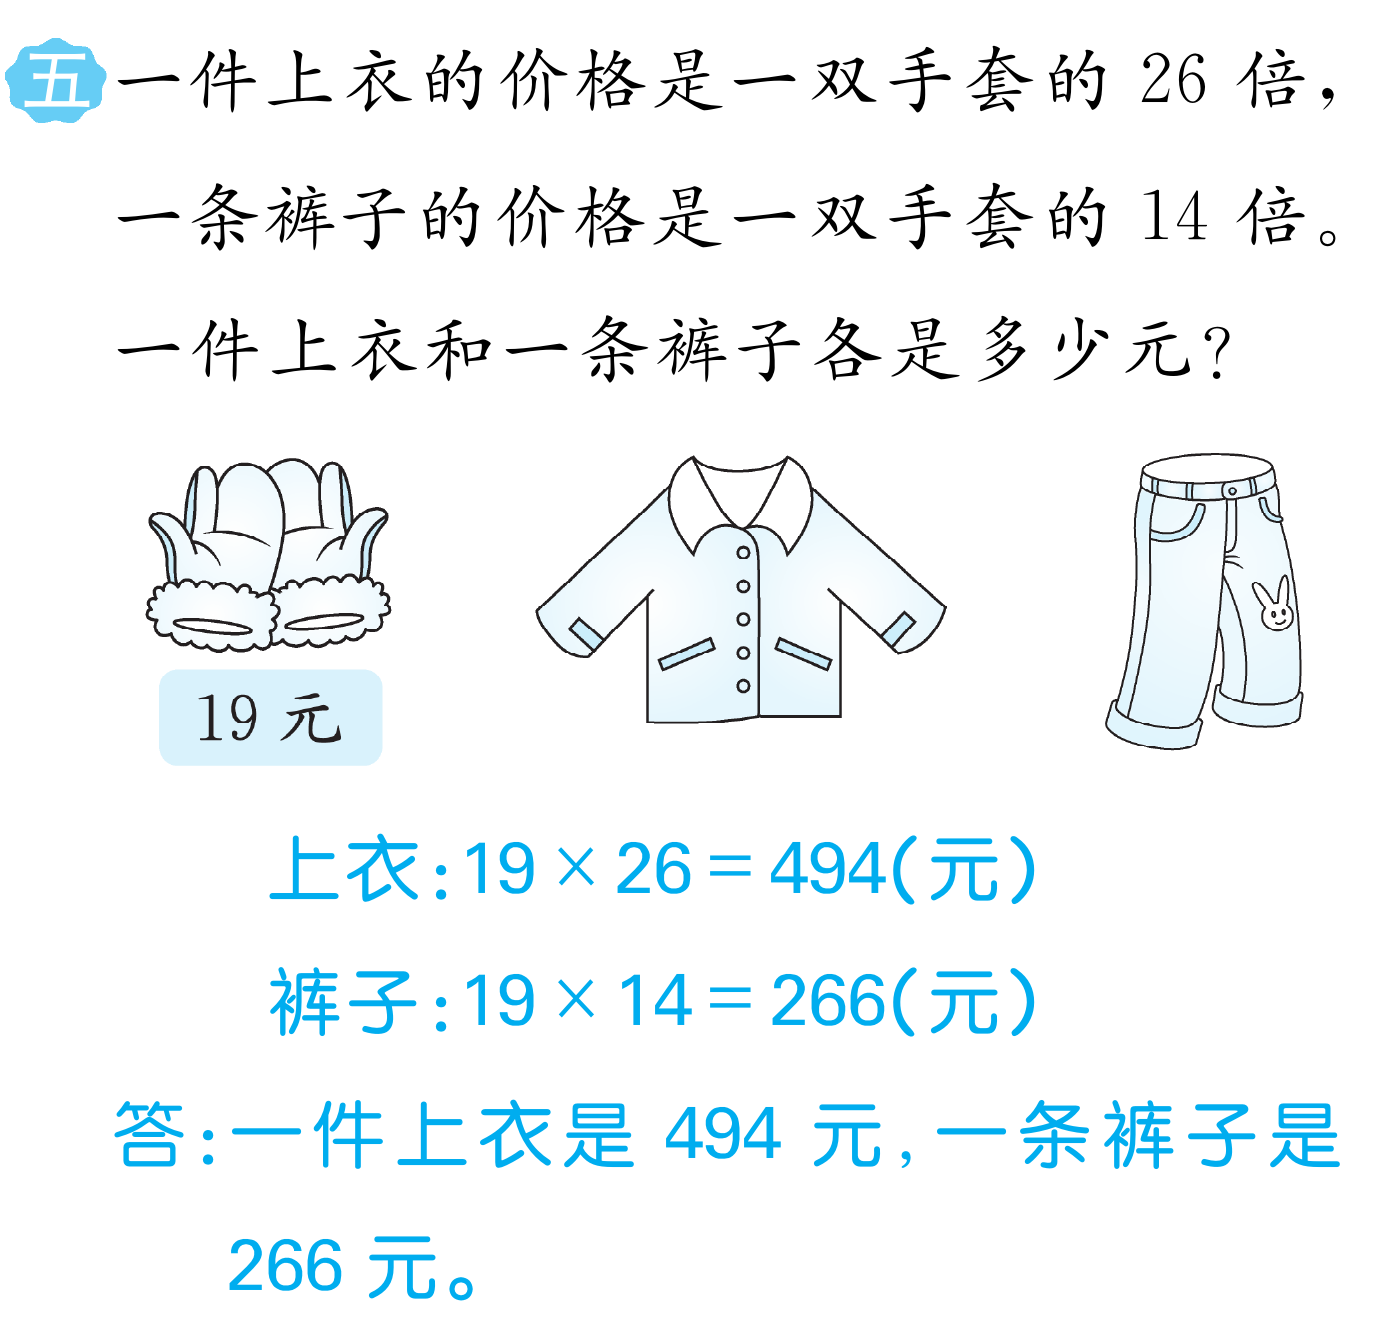 五 一件上衣的价格是一双手套的 26 倍，
一条裤子的价格是一双手套的 14 倍。
一件上衣和一条裤子各是多少元？
19 元
上衣：19 × 26 = 494(元)
裤子：19 × 14 = 266(元)
答：一件上衣是 494 元，一条裤子是
266 元。